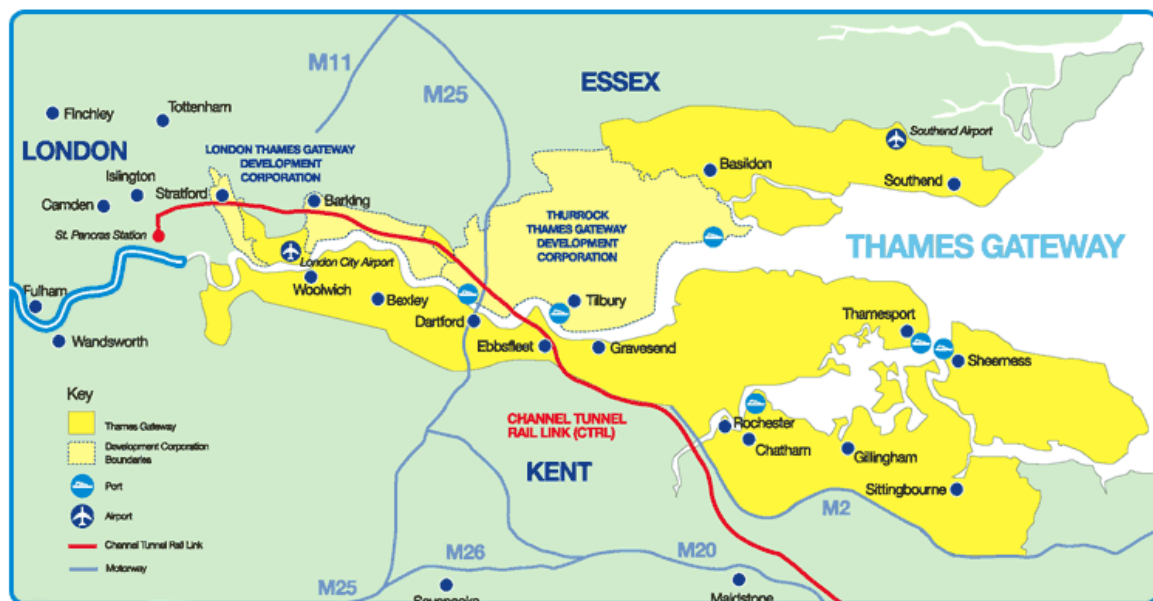 M11
M25
ESSEX
Finchley
Tottenham
LONDON
LONDON THAMES GATEWAY
DEVELOPMENT
CORPORATION
Southend Airport
Basildon
Islington
Stratford
Barking
Southend
Camden
St. Pancras Station
THURROCK
THAMES GATEWAY
DEVELOPMENT
CORPORATION
THAMES GATEWAY
London City Airport
Woolwich
Fulham
Bexley
Tilbury
Dartford
Thamesport
Wandsworth
Ebbsfleet
Gravesend
Sheerness
Key
Thames Gateway
Development Corporation
Boundaries
Port
Airport
Channel Tunnel Rail Link
Motorway
CHANNEL TUNNEL
RAIL LINK (CTRL)
Rochester
Chatham
Gillingham
KENT
Sittingbourne
M2
M26
M20
M25
Maidstone